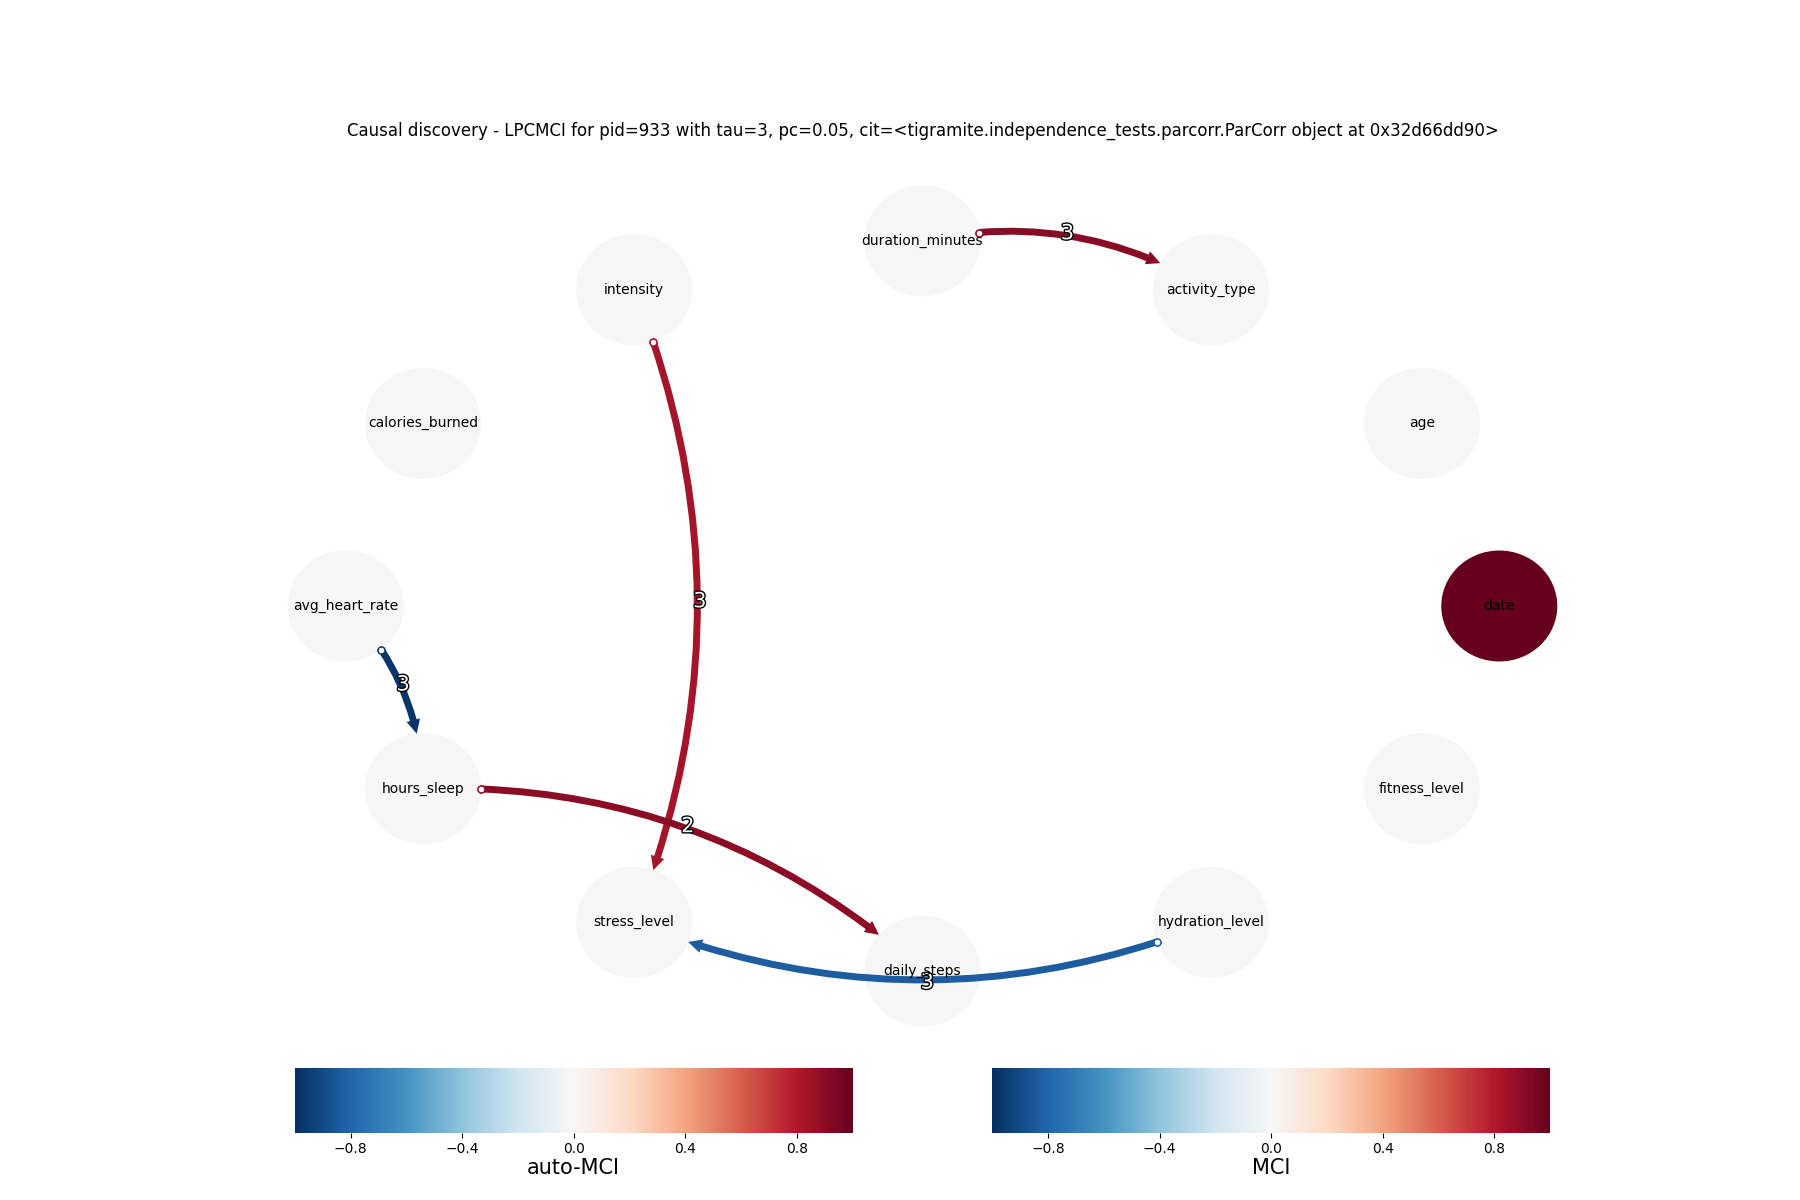 Causal discovery - LPCMCI for pid=933 with tau=3, pc=0.05, cit=<tigramite.independence_tests.parcorr.ParCorr object at 0x32d66dd90>
duration_minutes
3
intensity
activity_type
calories_burned
age
3
avg_heart_rate
date
3
hours_sleep
fitness_level
2
stress_level
hydration_level
daily_steps
3
−0.8 −0.4 0.0 0.4 0.8
auto-MCI
−0.8 −0.4 0.0 0.4 0.8
MCI